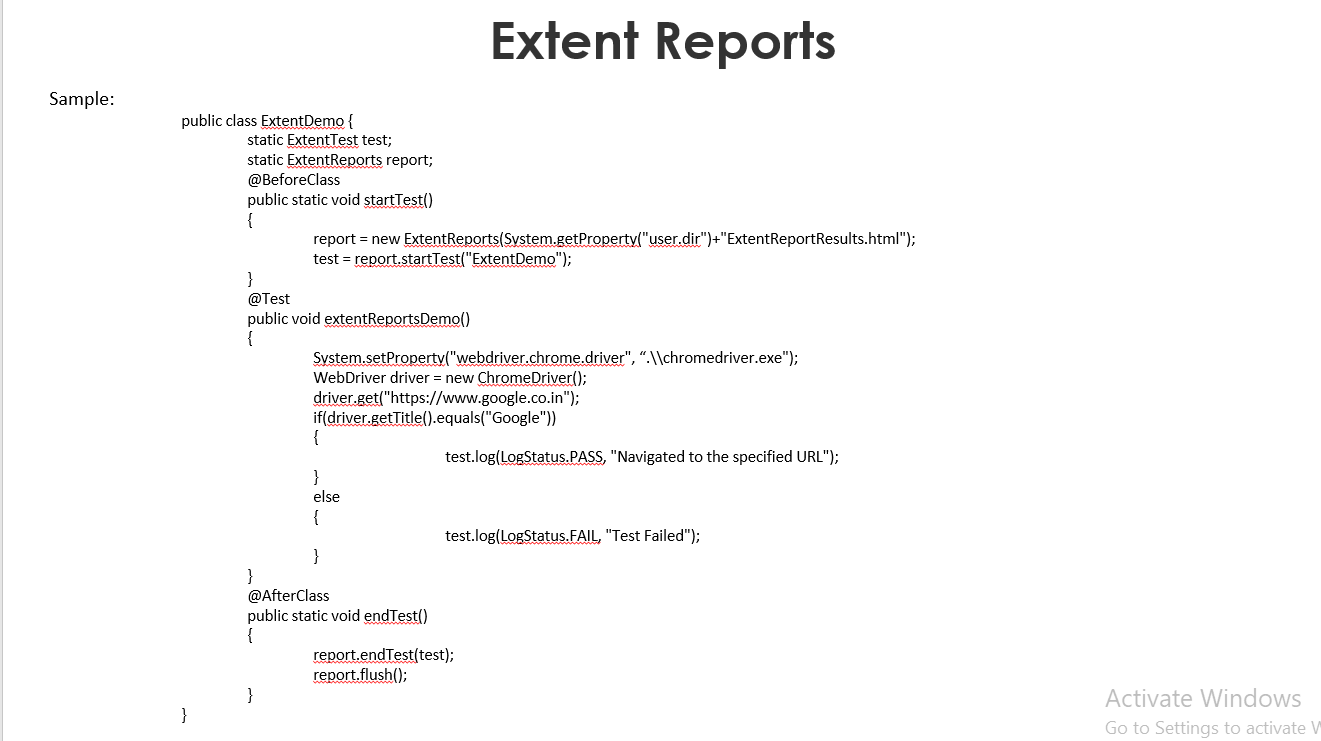 Extent Reports
Sample:
public class ExtentDemo {
static ExtentTest test;
static ExtentReports report;
@BeforeClass
public static void startTest()
{
report = new ExtentReports(System.getProperty("user.dir")+"ExtentReportResults.html");
test = report.startTest("ExtentDemo");
}
@Test
public void extentReportsDemo()
{
System.setProperty("webdriver.chrome.driver", “.\\chromedriver.exe");
WebDriver driver = new ChromeDriver();
driver.get("https://www.google.co.in");
if(driver.getTitle().equals("Google"))
{
test.log(LogStatus.PASS, "Navigated to the specified URL");
}
else
{
test.log(LogStatus.FAIL, "Test Failed");
}
}
@AfterClass
public static void endTest()
{
report.endTest(test);
report.flush();
}
}
Activate Windows
Go to Settings to activate W